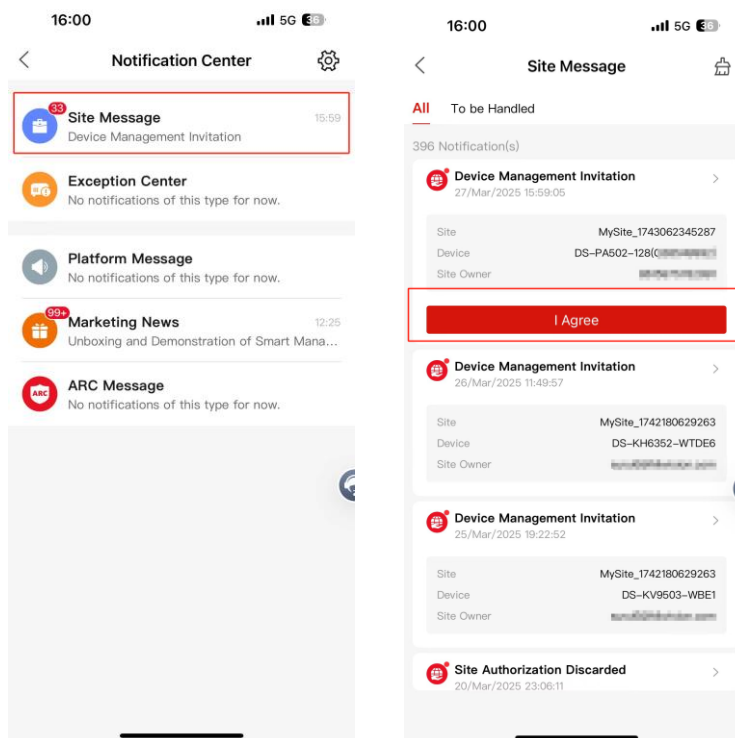 16:00
5G 36
Notification Center
33
Site Message
15:59
Device Management Invitation
Exception Center
No notifications of this type for now.
Platform Message
No notifications of this type for now.
99+
Marketing News
12:25
Unboxing and Demonstration of Smart Mana...
ARC
ARC Message
No notifications of this type for now.
16:00
5G 36
Site Message
All To be Handled
396 Notification(s)
Device Management Invitation
27/Mar/2025 15:59:05
Site MySite_1743062345287
Device DS-PA502-128(
Site Owner
I Agree
Device Management Invitation
26/Mar/2025 11:49:57
Site MySite_1742180629263
Device DS-KH6352-WTDE6
Site Owner
Device Management Invitation
25/Mar/2025 19:22:52
Site MySite_1742180629263
Device DS-KV9503-WBE1
Site Owner
Site Authorization Discarded
20/Mar/2025 23:06:11